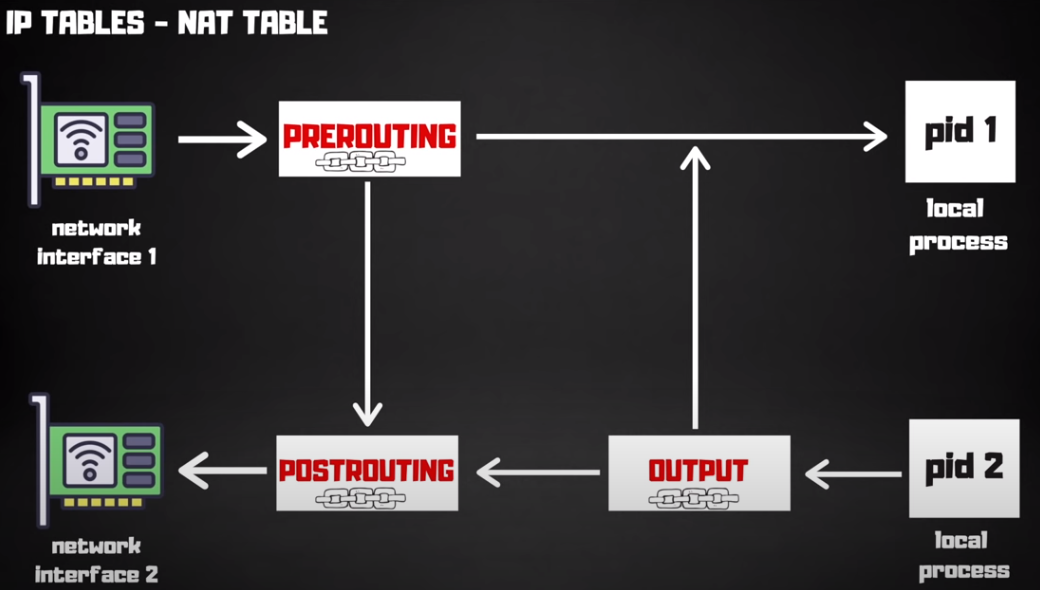 IP TABLES - NAT TABLE
PREROUTING
pid 1
network
interface 1
local
process
POSTROUTING
OUTPUT
pid 2
network
interface 2
local
process